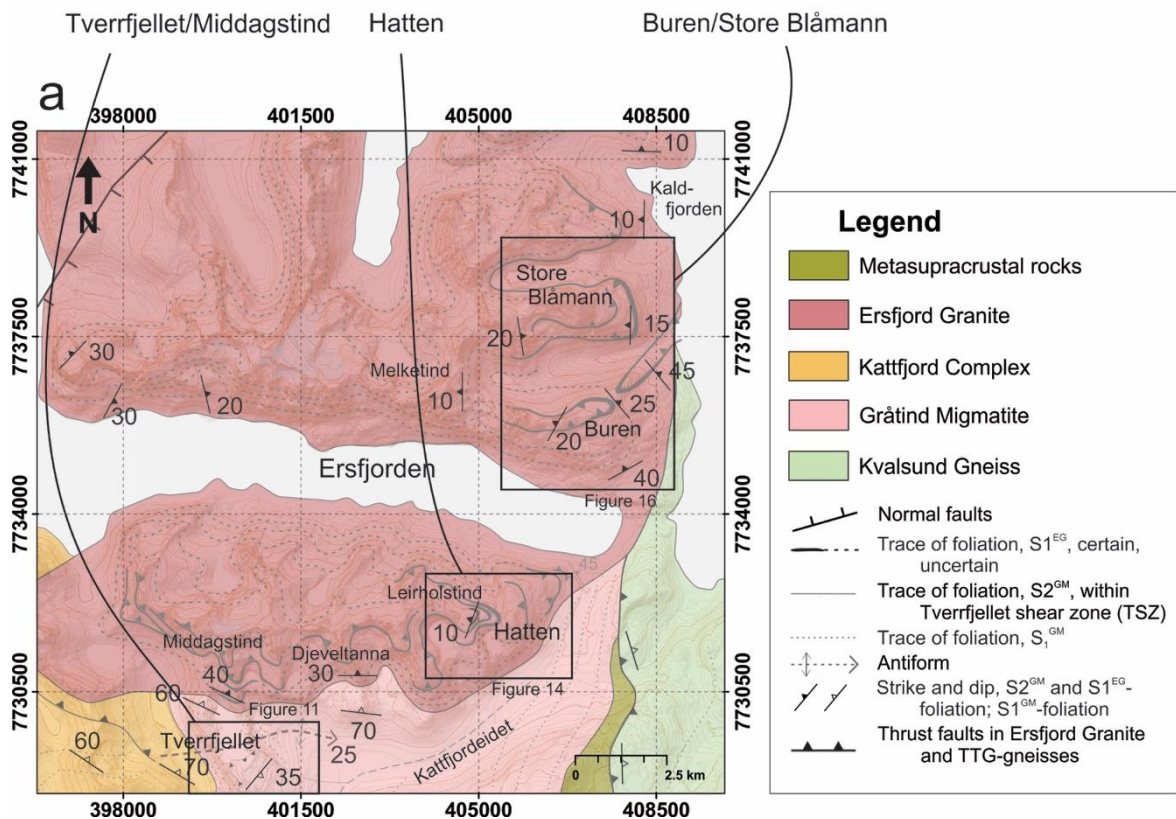 Tverrfjellet/Middagstind
Hatten
Buren/Store Blåmann
a
398000
401500
405000
408500
7741000
7741000
N
10
Kald-
fjorden
10
Store
Blåmann
7737500
7737500
20
15
30
Melketind
45
10
30
20
25
20
Buren
40
Ersfjorden
Figure 16
7734000
7734000
45
Leirholstind
10
Hatten
Middagstind
Djeveltanna
40
30
Figure 14
7730500
7730500
60
Figure 11
70
60
Tverrfjellet
25
70
35
Kattfjordeidet
0
2.5 km
398000
401500
405000
408500
Legend
Metasupracrustal rocks
Ersfjord Granite
Kattfjord Complex
Gråtind Migmatite
Kvalsund Gneiss
Normal faults
Trace of foliation, S1EG, certain,
uncertain
Trace of foliation, S2GM, within
Tverrfjellet shear zone (TSZ)
Trace of foliation, S1GM
Antiform
Strike and dip, S2GM and S1EG-
foliation; S1GM-foliation
Thrust faults in Ersfjord Granite
and TTG-gneisses